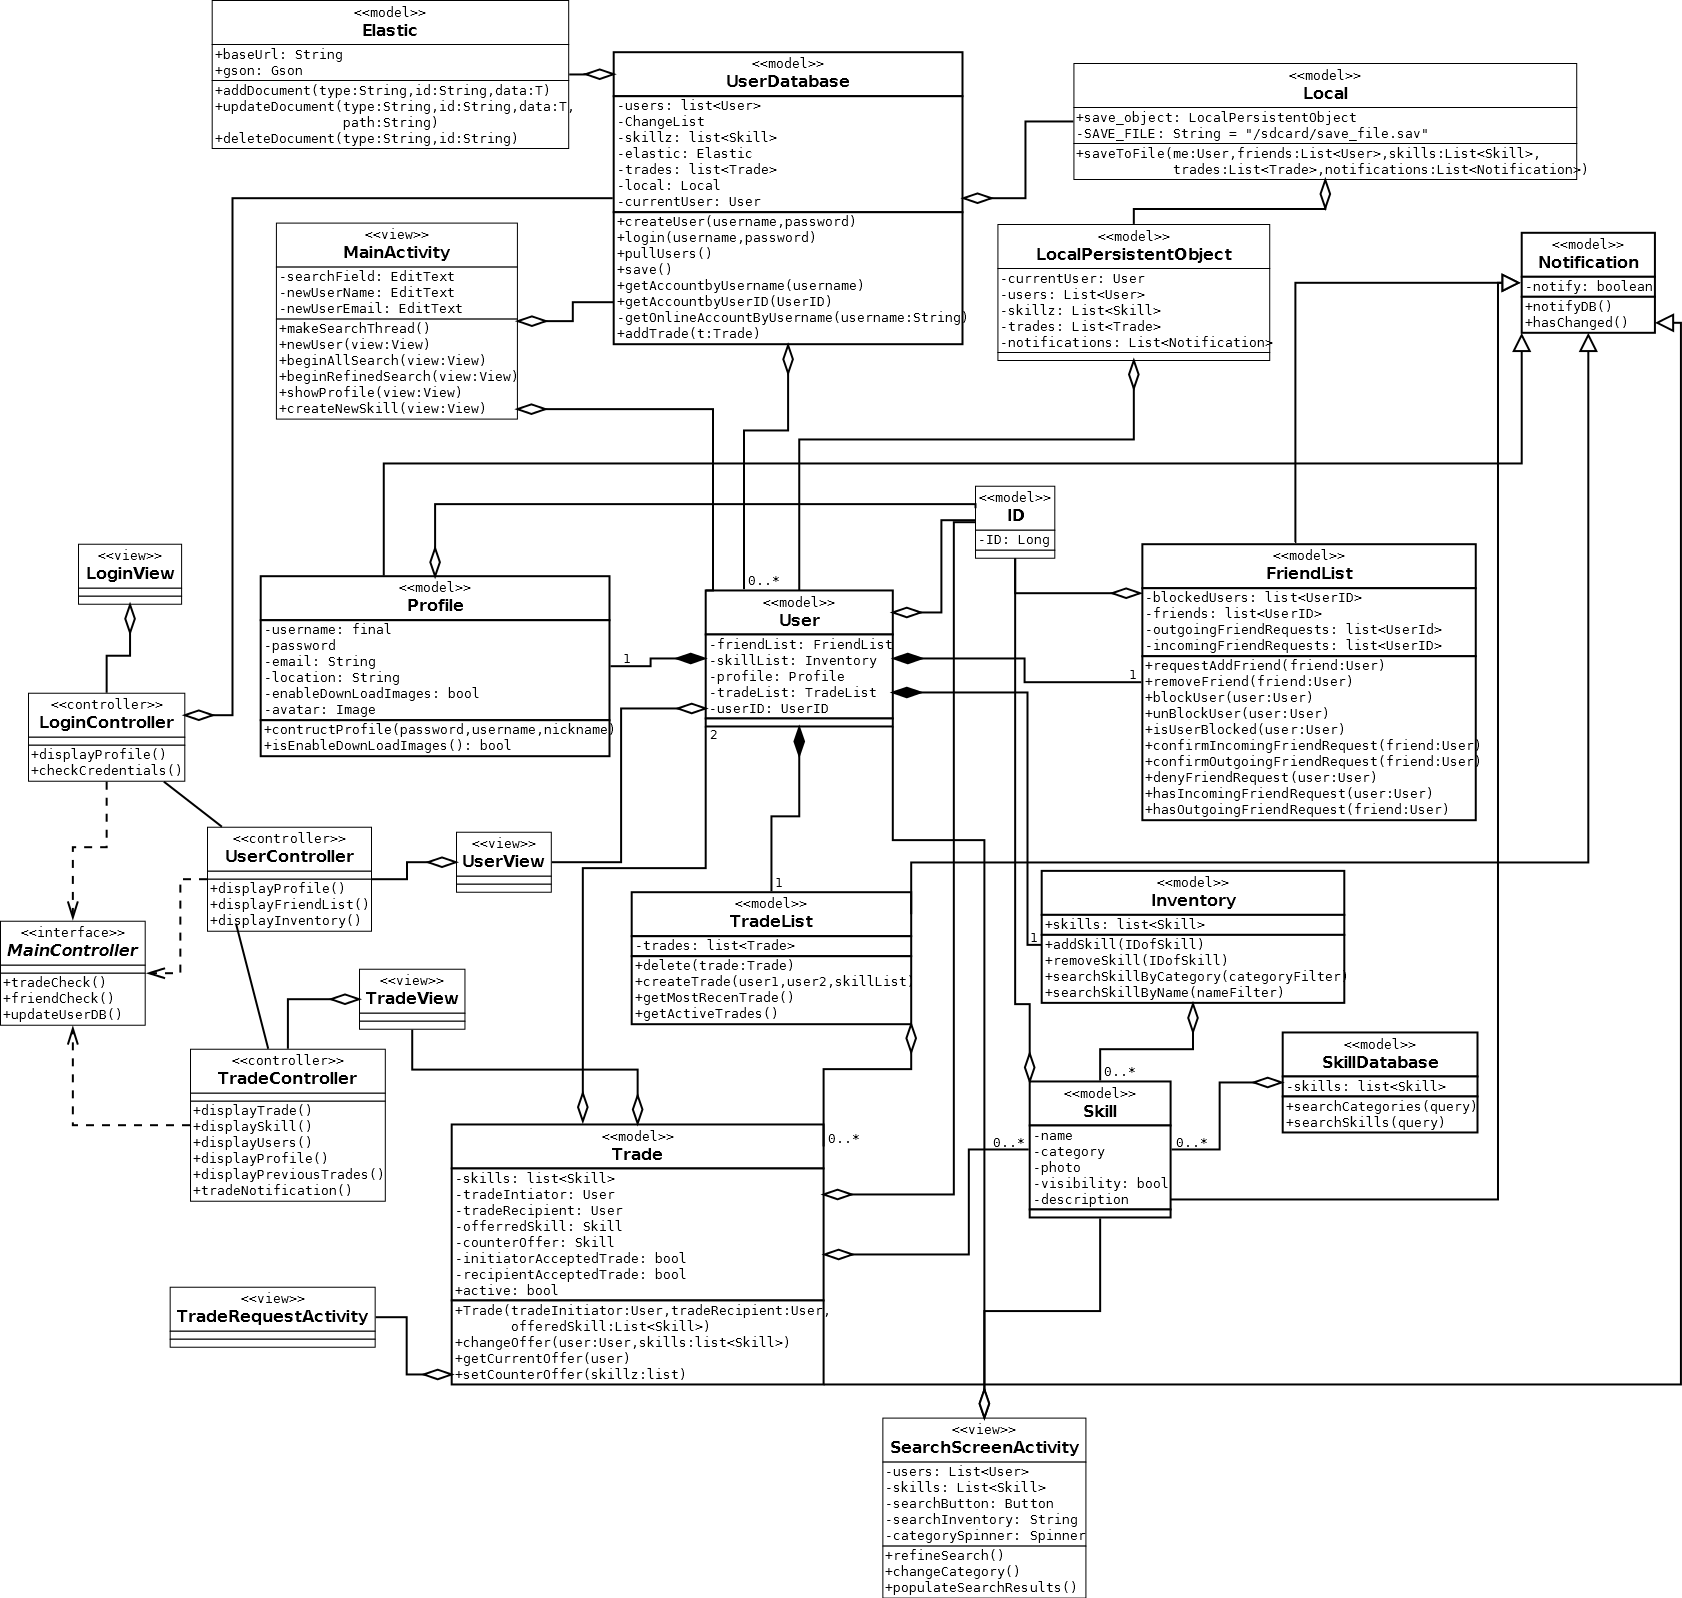 <<model>>
Elastic
+baseUrl: String
+gson: Gson
+addDocument(type:String,id:String,data:T)
+updateDocument(type:String,id:String,data:T,
path:String)
+deleteDocument(type:String,id:String)
<<model>>
UserDatabase
-users: list<User>
-ChangeList
-skillz: list<Skill>
-elastic: Elastic
-trades: list<Trade>
-local: Local
-currentUser: User
+createUser(username,password)
+login(username,password)
+pullUsers()
+save()
+getAccountbyUsername(username)
+getAccountbyUserID(UserID)
-getOnlineAccountByUsername(username:String)
+addTrade(t:Trade)
<<model>>
Local
+save_object: LocalPersistentObject
-SAVE_FILE: String = "/sdcard/save_file.sav"
+saveToFile(me:User,friends:List<User>,skills:List<Skill>,
trades:List<Trade>,notifications:List<Notification>)
<<view>>
MainActivity
-searchField: EditText
-newUserName: EditText
-newUserEmail: EditText
+makeSearchThread()
+newUser(view:View)
+beginAllSearch(view:View)
+beginRefinedSearch(view:View)
+showProfile(view:View)
+createNewSkill(view:View)
<<model>>
LocalPersistentObject
-currentUser: User
-users: List<User>
-skillz: List<Skill>
-trades: List<Trade>
-notifications: List<Notification>
<<model>>
Notification
-notify: boolean
+notifyDB()
+hasChanged()
<<model>>
ID
-ID: Long
<<view>>
LoginView
<<model>>
Profile
-username: final
-password
-email: String
-location: String
-enableDownLoadImages: bool
-avatar: Image
+contructProfile(password,username,nickname)
+isEnableDownLoadImages(): bool
1
0..*
<<model>>
User
-friendList: FriendList
-skillList: Inventory
-profile: Profile
-tradeList: TradeList
-userID: UserID
2
1
<<model>>
FriendList
-blockedUsers: list<UserID>
-friends: list<UserID>
-outgoingFriendRequests: list<UserId>
-incomingFriendRequests: list<UserID>
+requestAddFriend(friend:User)
+removeFriend(friend:User)
+blockUser(user:User)
+unBlockUser(user:User)
+isUserBlocked(user:User)
+confirmIncomingFriendRequest(friend:User)
+confirmOutgoingFriendRequest(friend:User)
+denyFriendRequest(user:User)
+hasIncomingFriendRequest(user:User)
+hasOutgoingFriendRequest(friend:User)
<<controller>>
LoginController
+displayProfile()
+checkCredentials()
<<controller>>
UserController
+displayProfile()
+displayFriendList()
+displayInventory()
<<view>>
UserView
<<interface>>
MainController
+tradeCheck()
+friendCheck()
+updateUserDB()
1
<<model>>
TradeList
-trades: list<Trade>
+delete(trade:Trade)
+createTrade(user1,user2,skillList)
+getMostRecenTrade()
+getActiveTrades()
1
<<model>>
Inventory
+skills: list<Skill>
+addSkill(IDofSkill)
+removeSkill(IDofSkill)
+searchSkillByCategory(categoryFilter)
+searchSkillByName(nameFilter)
<<view>>
TradeView
<<controller>>
TradeController
+displayTrade()
+displaySkill()
+displayUsers()
+displayProfile()
+displayPreviousTrades()
+tradeNotification()
<<model>>
SkillDatabase
-skills: list<Skill>
+searchCategories(query)
+searchSkills(query)
0..*
<<model>>
Skill
-name
-category
-photo
-visibility: bool
-description
0..*
0..*
0..*
<<model>>
Trade
-skills: list<Skill>
-tradeIntiator: User
-tradeRecipient: User
-offerredSkill: Skill
-counterOffer: Skill
-initiatorAcceptedTrade: bool
-recipientAcceptedTrade: bool
+active: bool
+Trade(tradeInitiator:User,tradeRecipient:User,
offeredSkill:List<Skill>)
+changeOffer(user:User,skills:list<Skill>)
+getCurrentOffer(user)
+setCounterOffer(skillz:list)
<<view>>
TradeRequestActivity
<<view>>
SearchScreenActivity
-users: List<User>
-skills: List<Skill>
-searchButton: Button
-searchInventory: String
-categorySpinner: Spinner
+refineSearch()
+changeCategory()
+populateSearchResults()